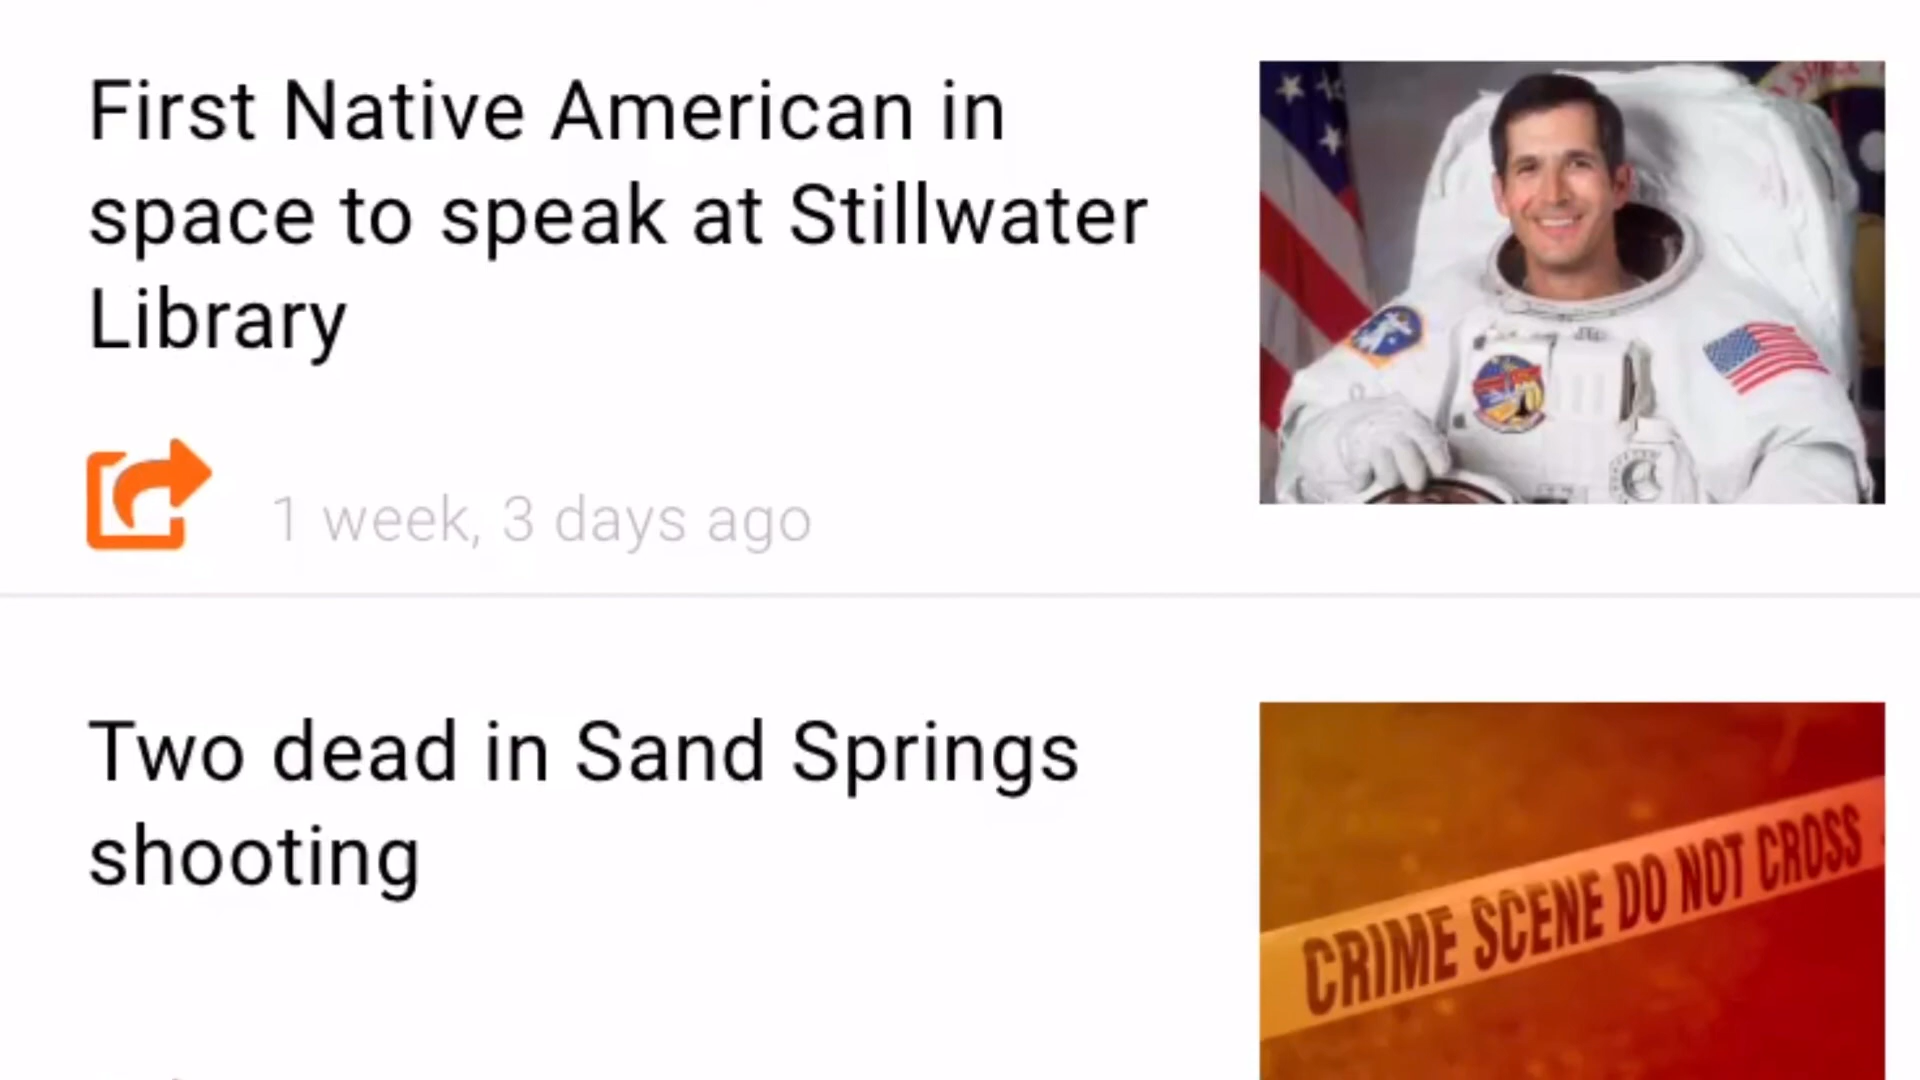 First Native American in
space to speak at Stillwater
Library
1 week, 3 days ago
Two dead in Sand Springs
shooting
CRIME SCENE DO NOT CROSS